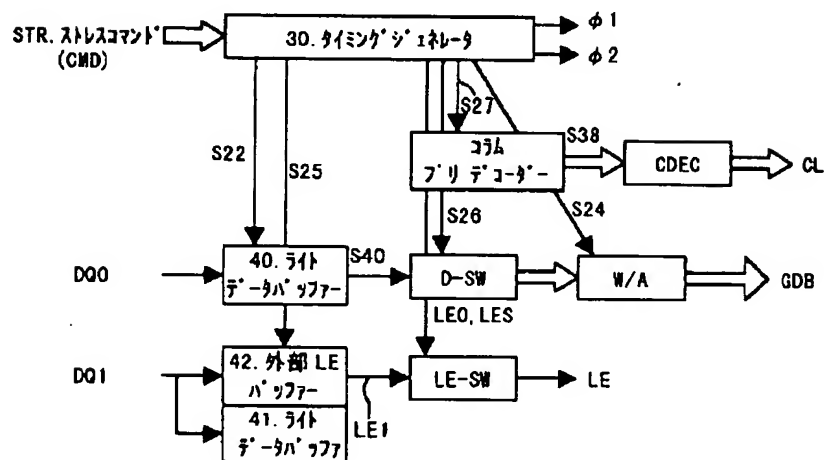 STR. ストレスコマンド
(CMD)
30. タイミングジェネレータ
φ1
φ2
S27
コラム
プリ デコーダー
S38
CDEC
CL
S22
S25
S26
S24
DQ0
40. ライト
データバッファー
S40
D-SW
W/A
GDB
LE0, LES
DQ1
42. 外部 LE
バッファー
LE-SW
LE
LE1
41. ライト
データバッファ